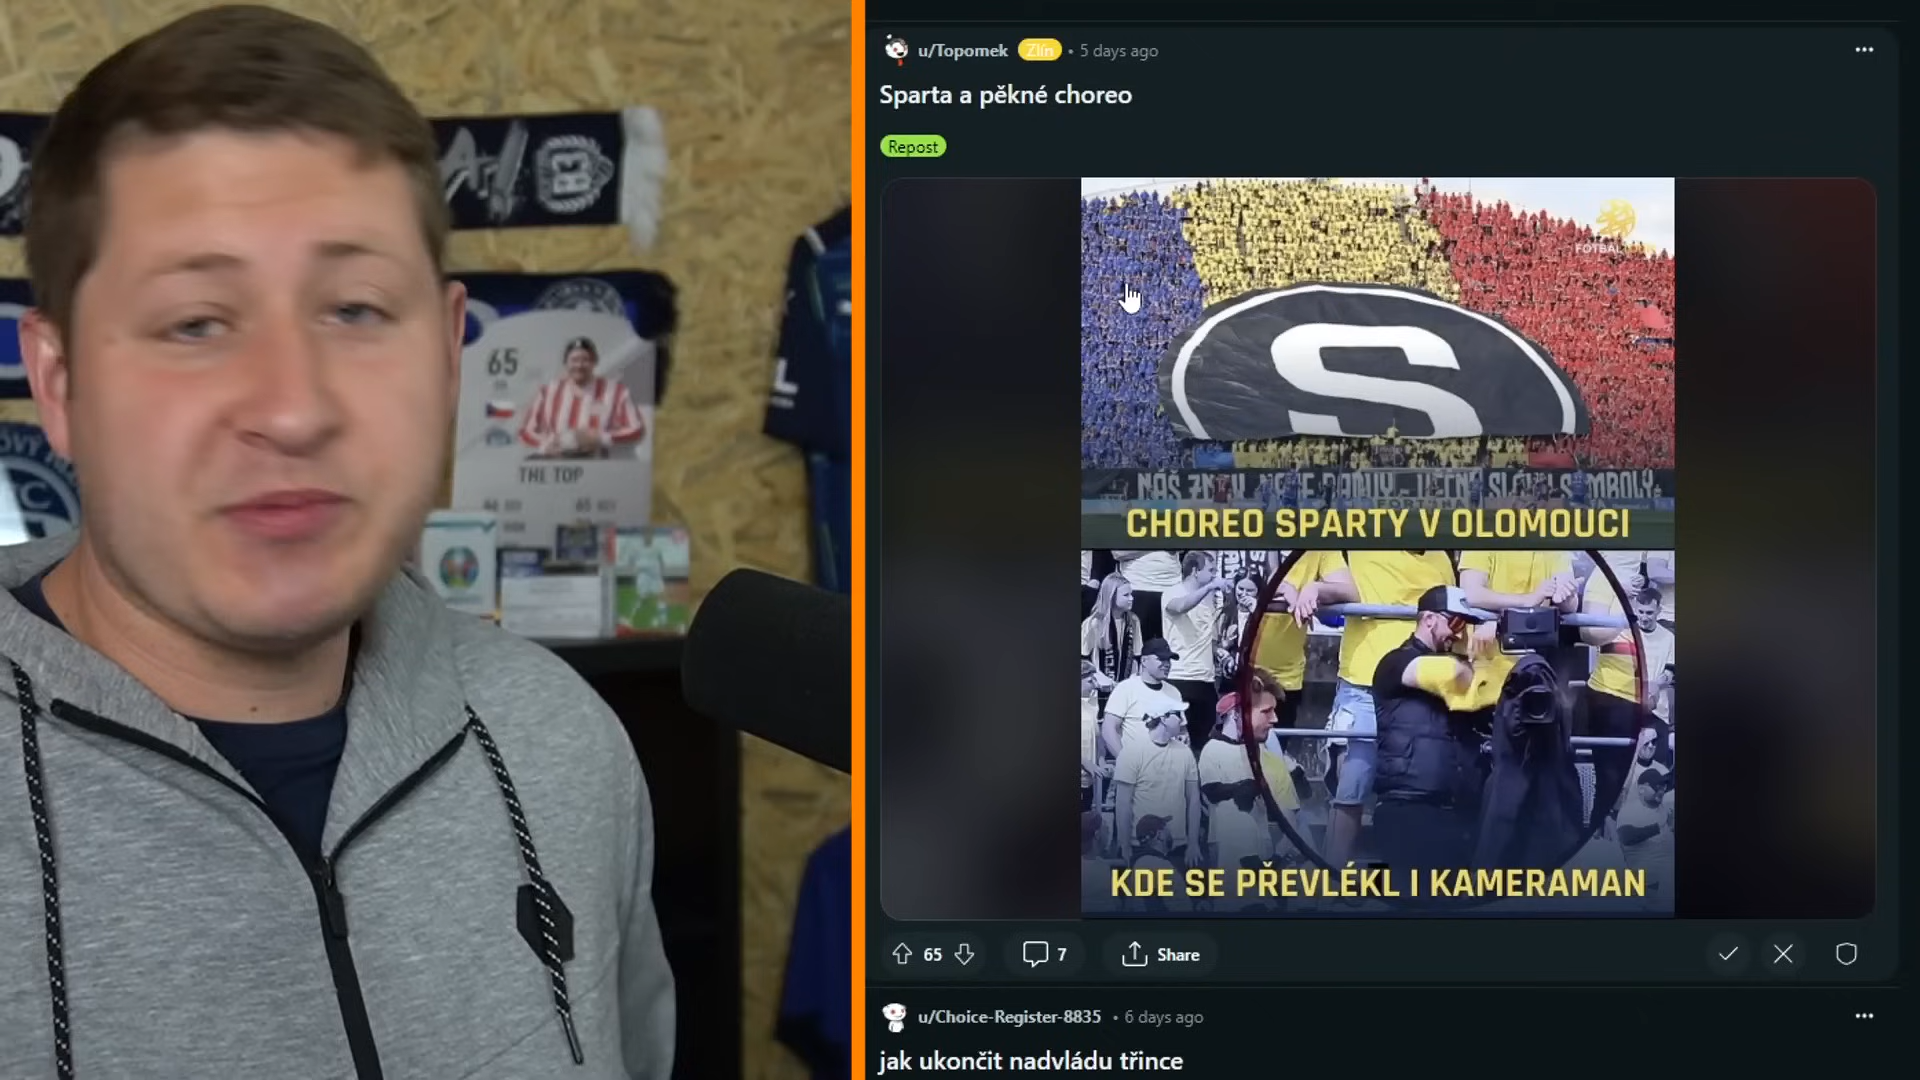 u/Topomek Zlín • 5 days ago
Sparta a pěkné choreo
Repost
CHOREO SPARTY V OLOMOUCI
KDE SE PŘEVLÉKL I KAMERAMAN
65
7
Share
u/Choice-Register-8835 • 6 days ago
jak ukončit nadvládu třince
65
THE TOP